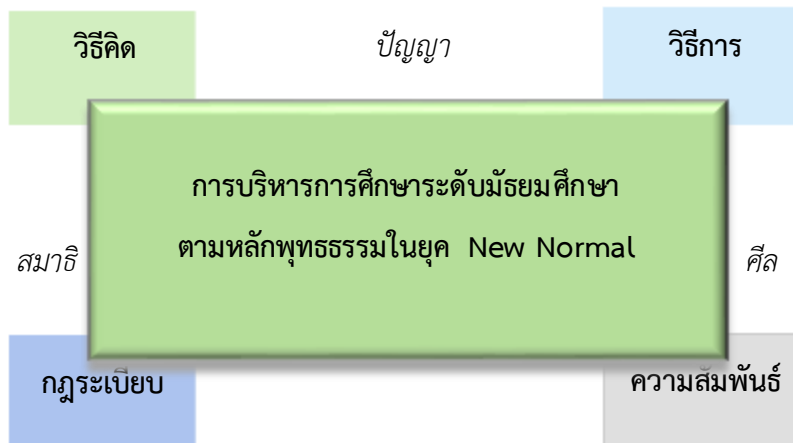 วิธีคิด ปัญญา วิธีการ
การบริหารการศึกษาระดับมัธยมศึกษา
ตามหลักพุทธธรรมในยุค New Normal
สมาธิ ศีล
กฎระเบียบ ความสัมพันธ์